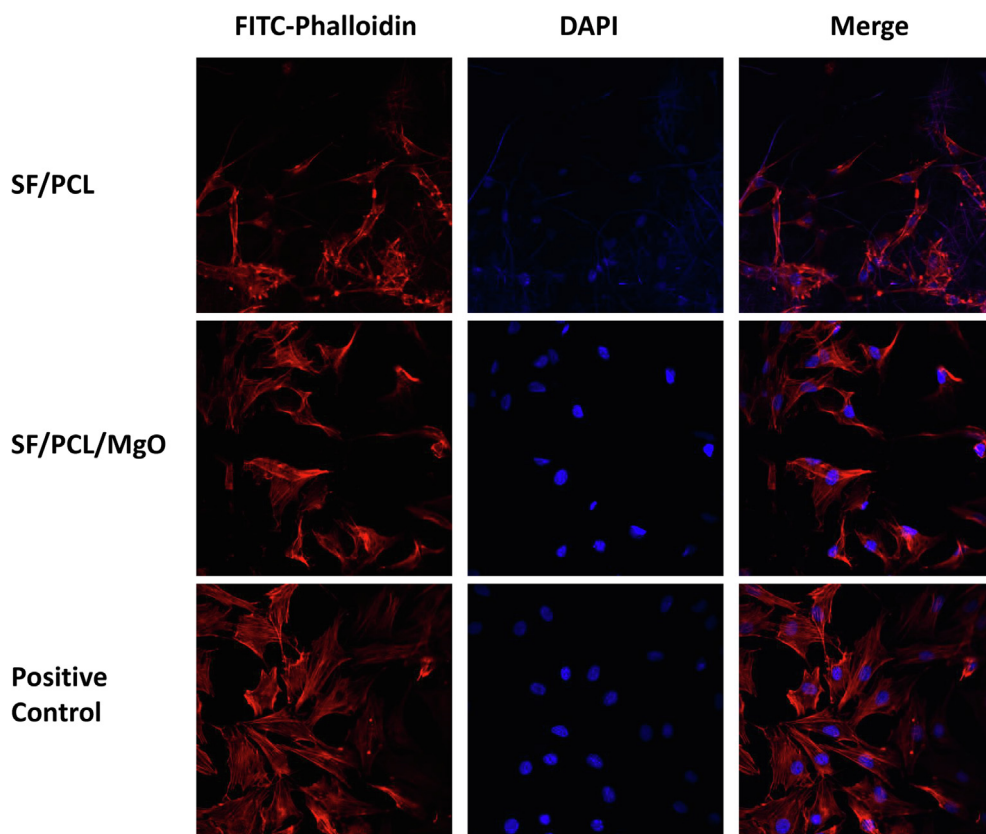 FITC-Phalloidin DAPI Merge
SF/PCL
SF/PCL/MgO
Positive
Control